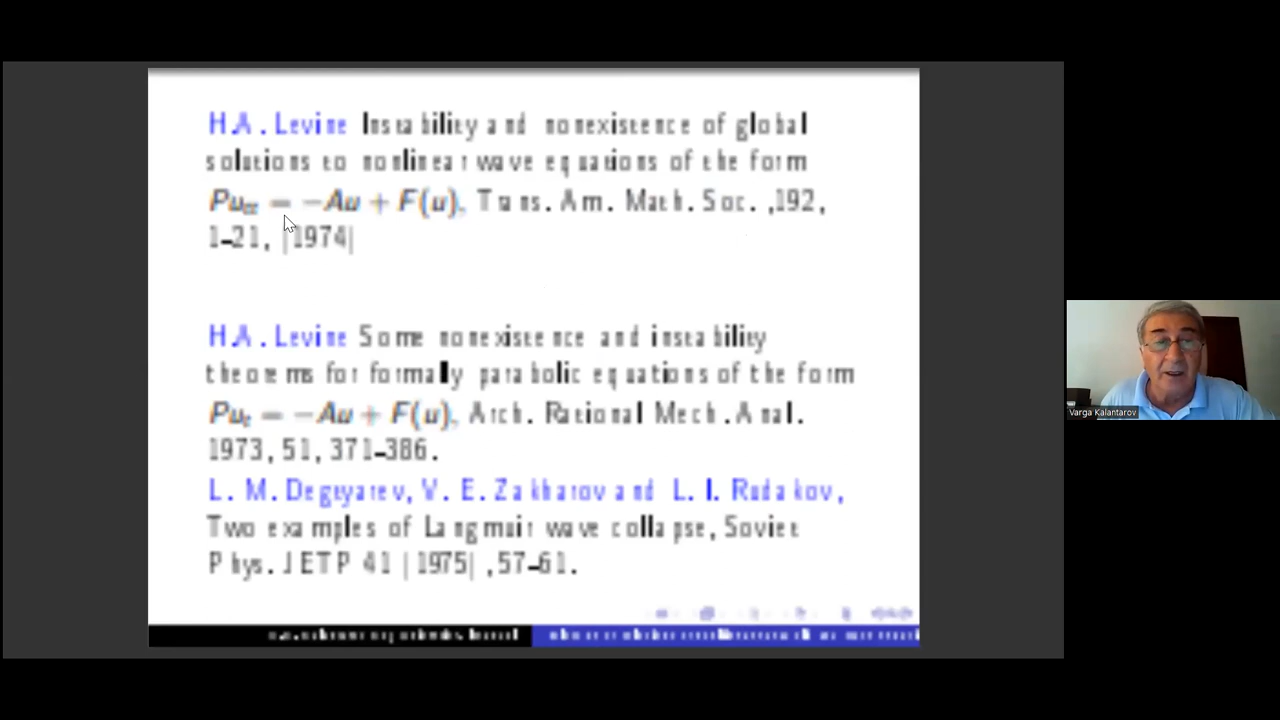 H.A. Levine Instability and nonexistence of global
solutions to nonlinear wave equations of the form
Pu_tt = −Au + F(u), Trans. Am. Math. Soc. ,192,
1–21, |1974|
H.A. Levine Some nonexistence and instability
theorems for formally parabolic equations of the form
Pu_t = −Au + F(u), Arch. Rational Mech.Anal.
1973, 51, 371–386.
L. M. Degtyarev, V. E. Zakharov and L. I. Rudakov,
Two examples of Langmuir wave collapse, Soviet
Phys. JETP 41 |1975| ,57–61.
Varga Kalantarov